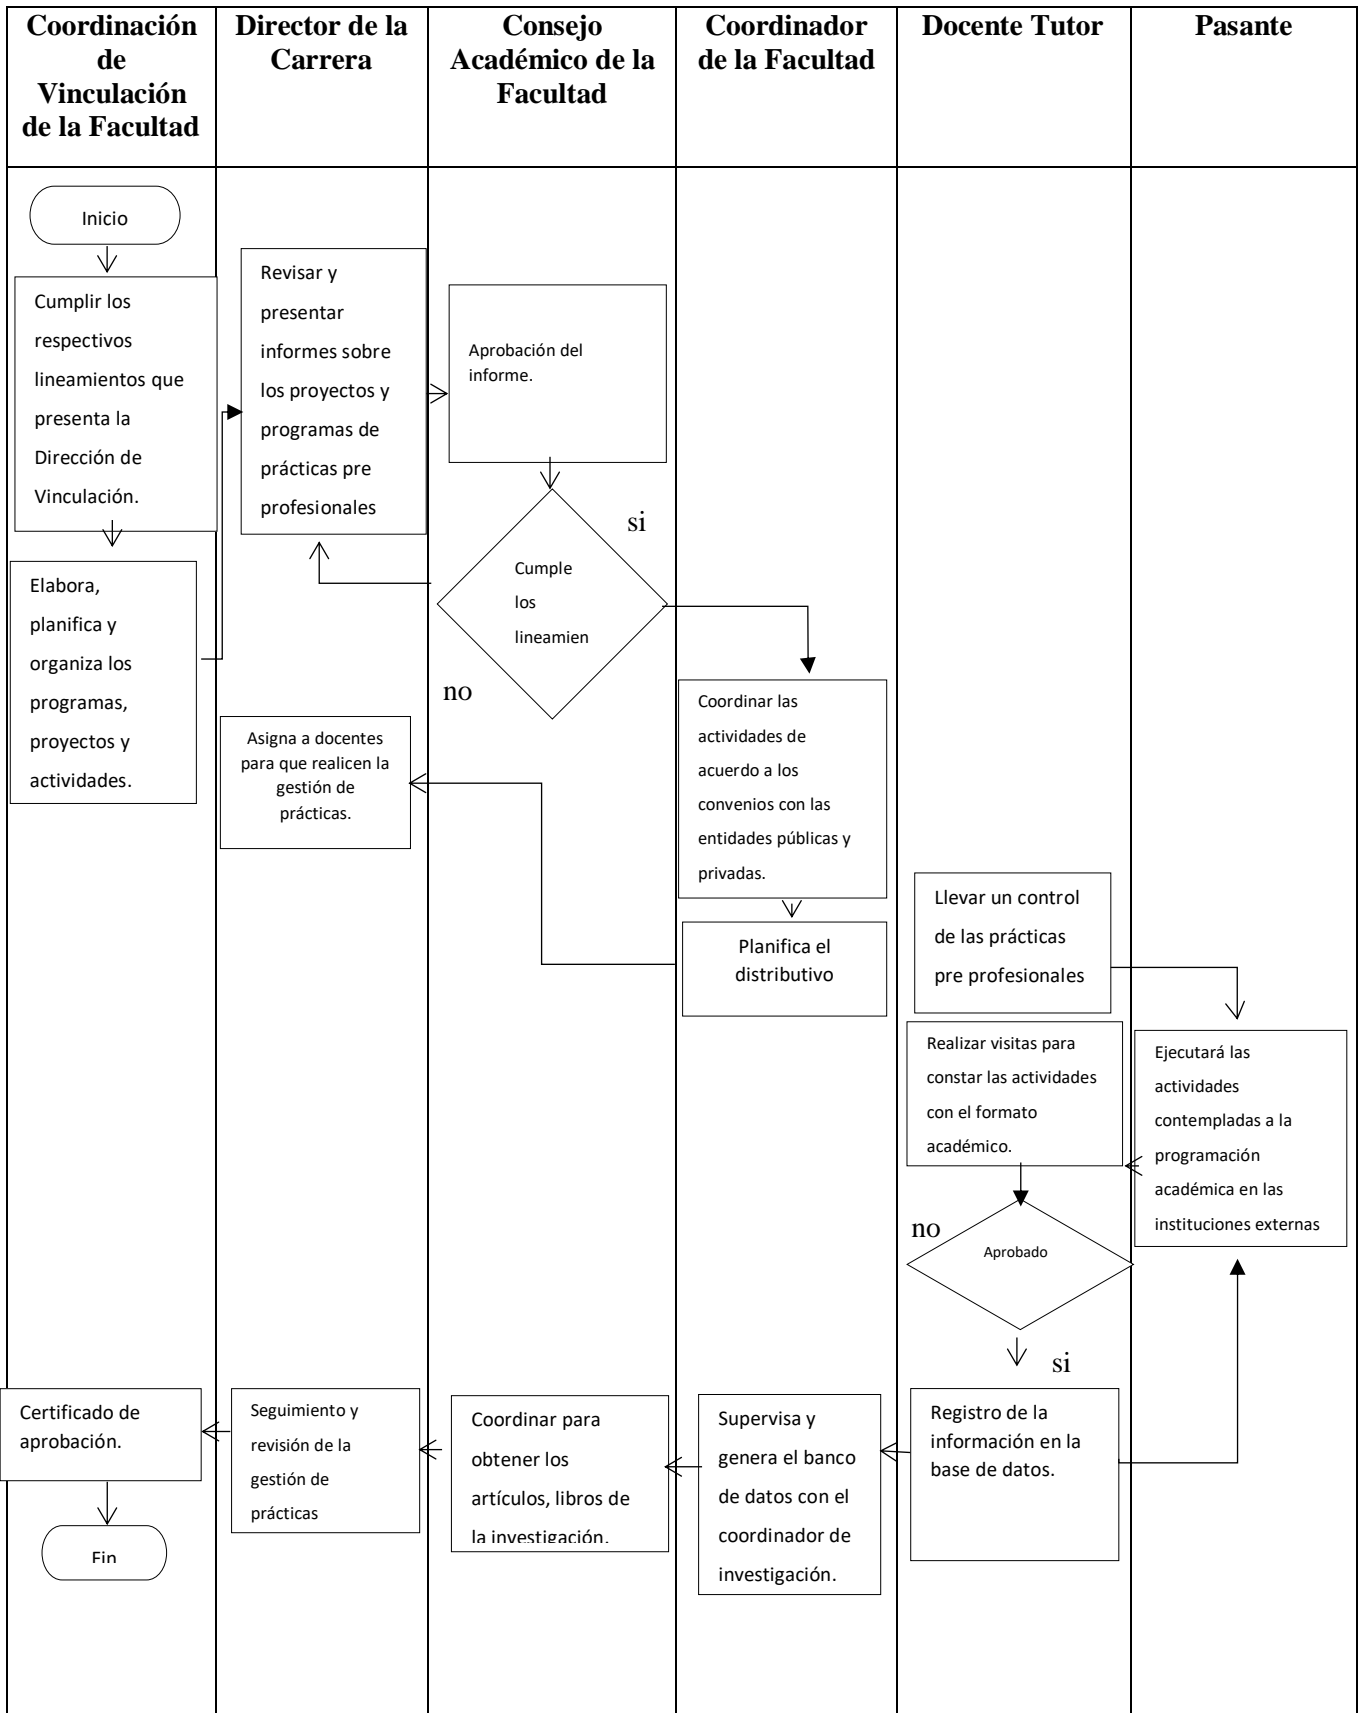 Coordinación
de
Vinculación
de la Facultad
Director de la
Carrera
Consejo
Académico de la
Facultad
Coordinador
de la Facultad
Docente Tutor
Pasante
Inicio
Cumplir los
respectivos
lineamientos que
presenta la
Dirección de
Vinculación.
Revisar y
presentar
informes sobre
los proyectos y
programas de
prácticas pre
profesionales
Aprobación del
informe.
si
Cumple
los
lineamien
no
Elabora,
planifica y
organiza los
programas,
proyectos y
actividades.
Asigna a docentes
para que realicen la
gestión de
prácticas.
Coordinar las
actividades de
acuerdo a los
convenios con las
entidades públicas y
privadas.
Planifica el
distributivo
Llevar un control
de las prácticas
pre profesionales
Realizar visitas para
constar las actividades
con el formato
académico.
Ejecutará las
actividades
contempladas a la
programación
académica en las
instituciones externas
no
Aprobado
si
Certificado de
aprobación.
Seguimiento y
revisión de la
gestión de
prácticas
Coordinar para
obtener los
artículos, libros de
la investigación.
Supervisa y
genera el banco
de datos con el
coordinador de
investigación.
Registro de la
información en la
base de datos.
Fin